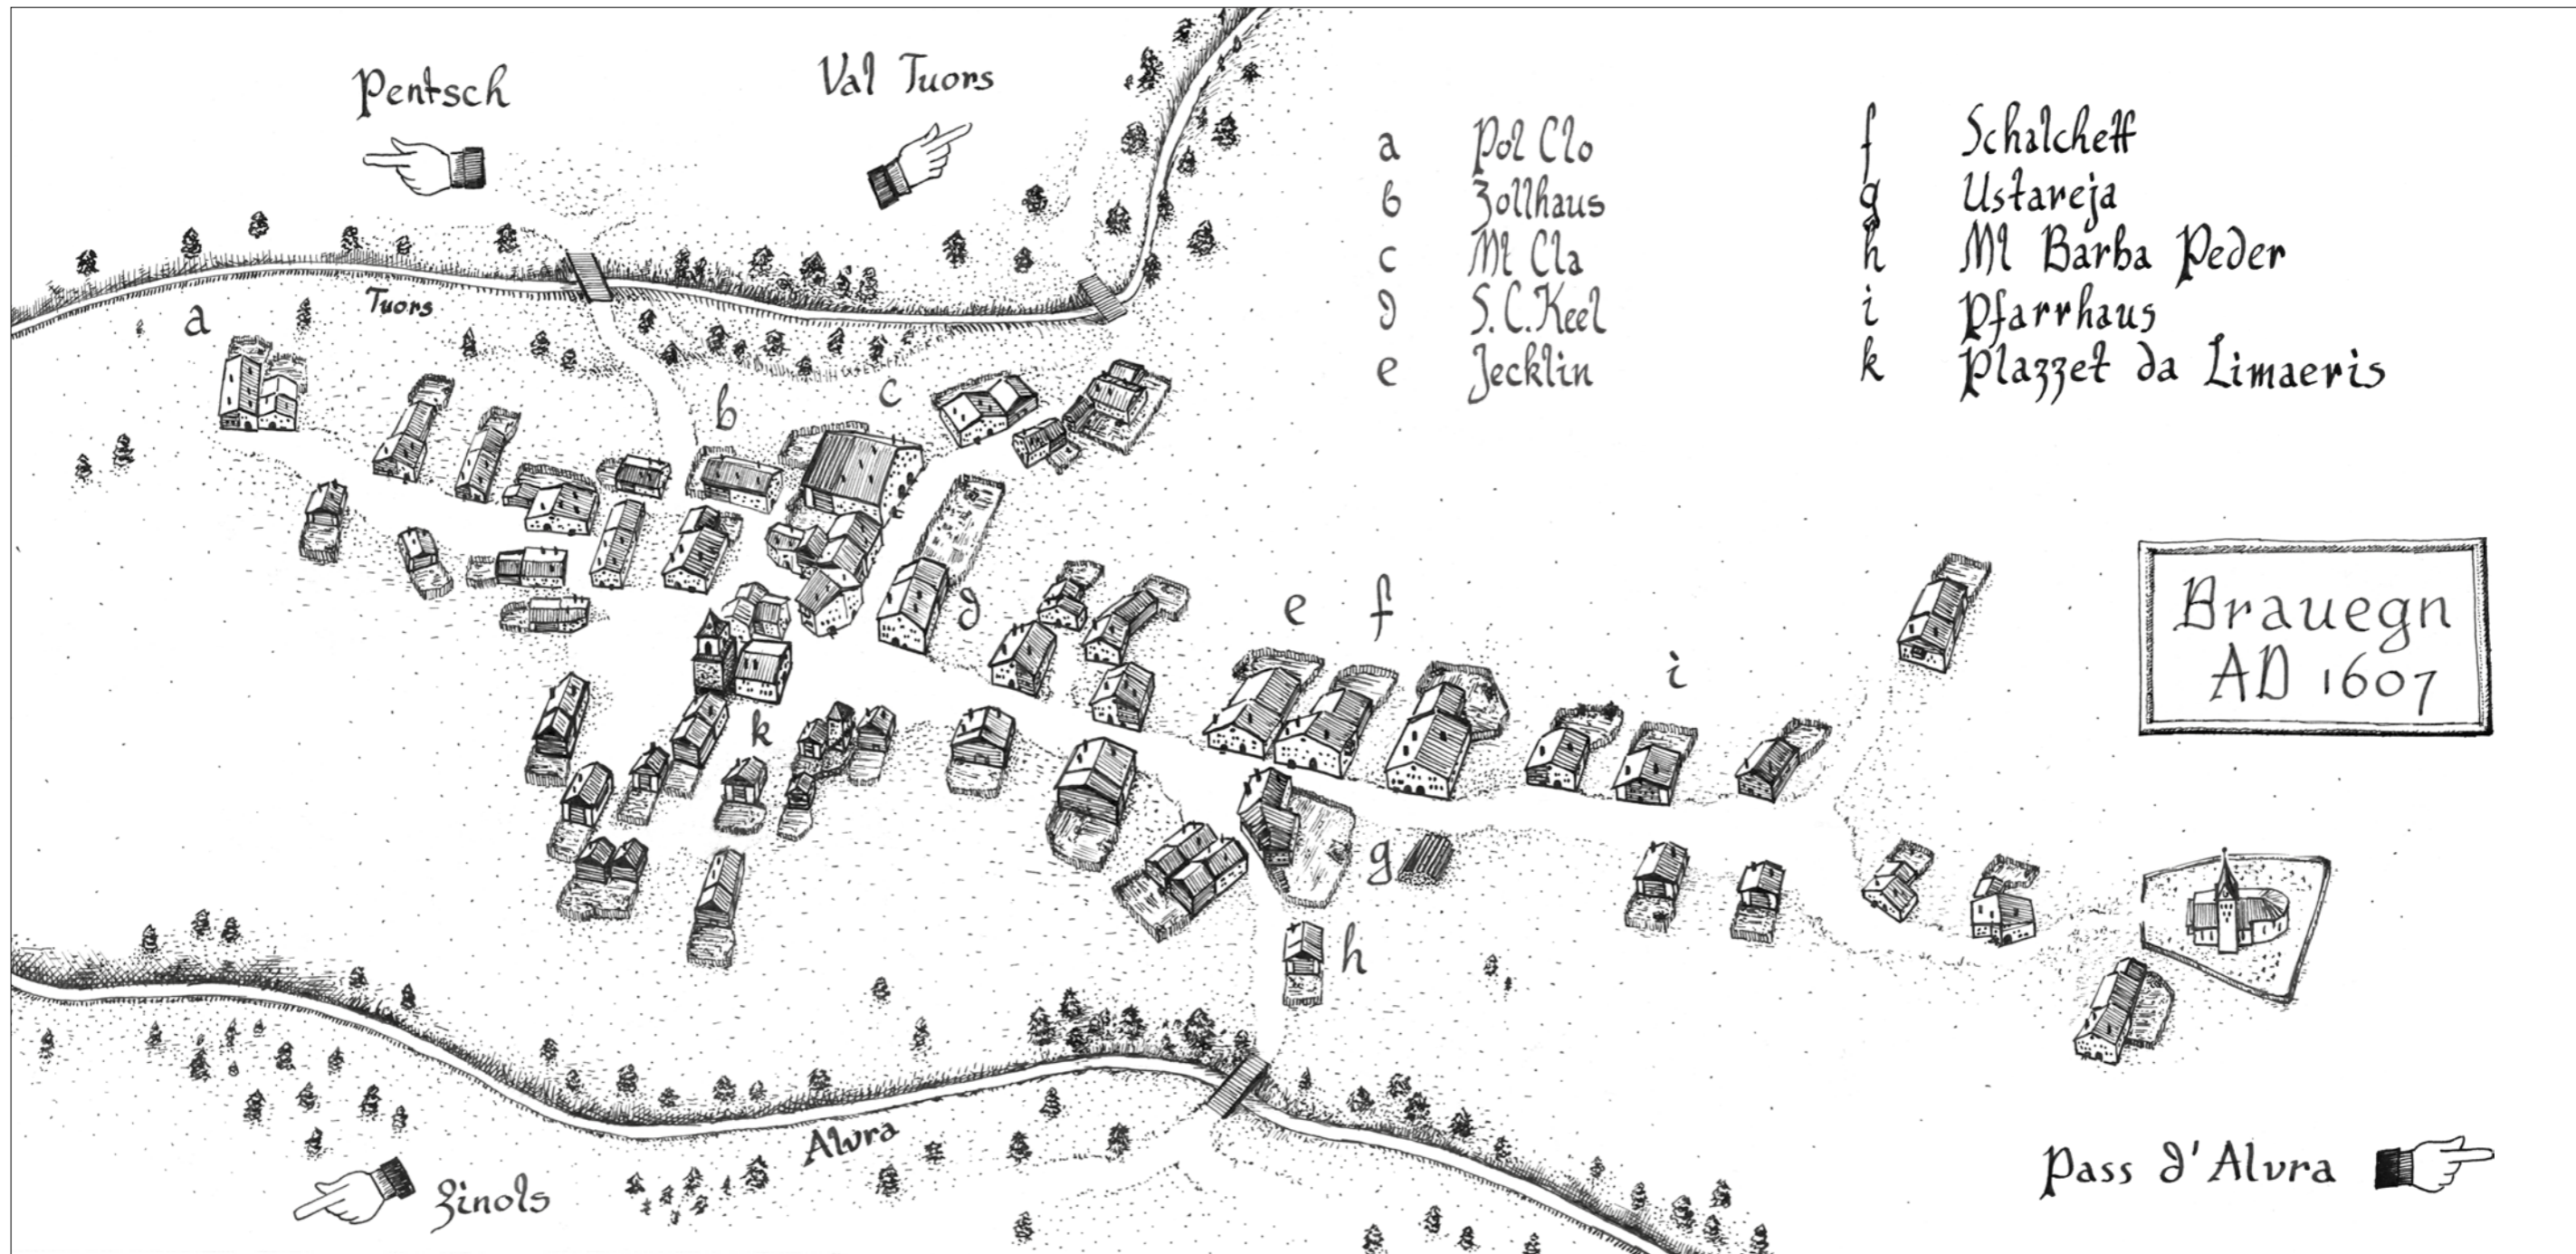 Pentsch
Val Tuors
a Pol Clo
b Zollhaus
c Ml Cla
d S.C.Keel
e Jecklin
f Schalchett
g Ustareja
h Ml Barba Peder
i Pfarrhaus
k Plazzet da Limaeris
Tuors
a
b
c
d
e
f
i
k
g
h
Brauegn
AD 1607
Alvra
Zinols
Pass d'Alvra